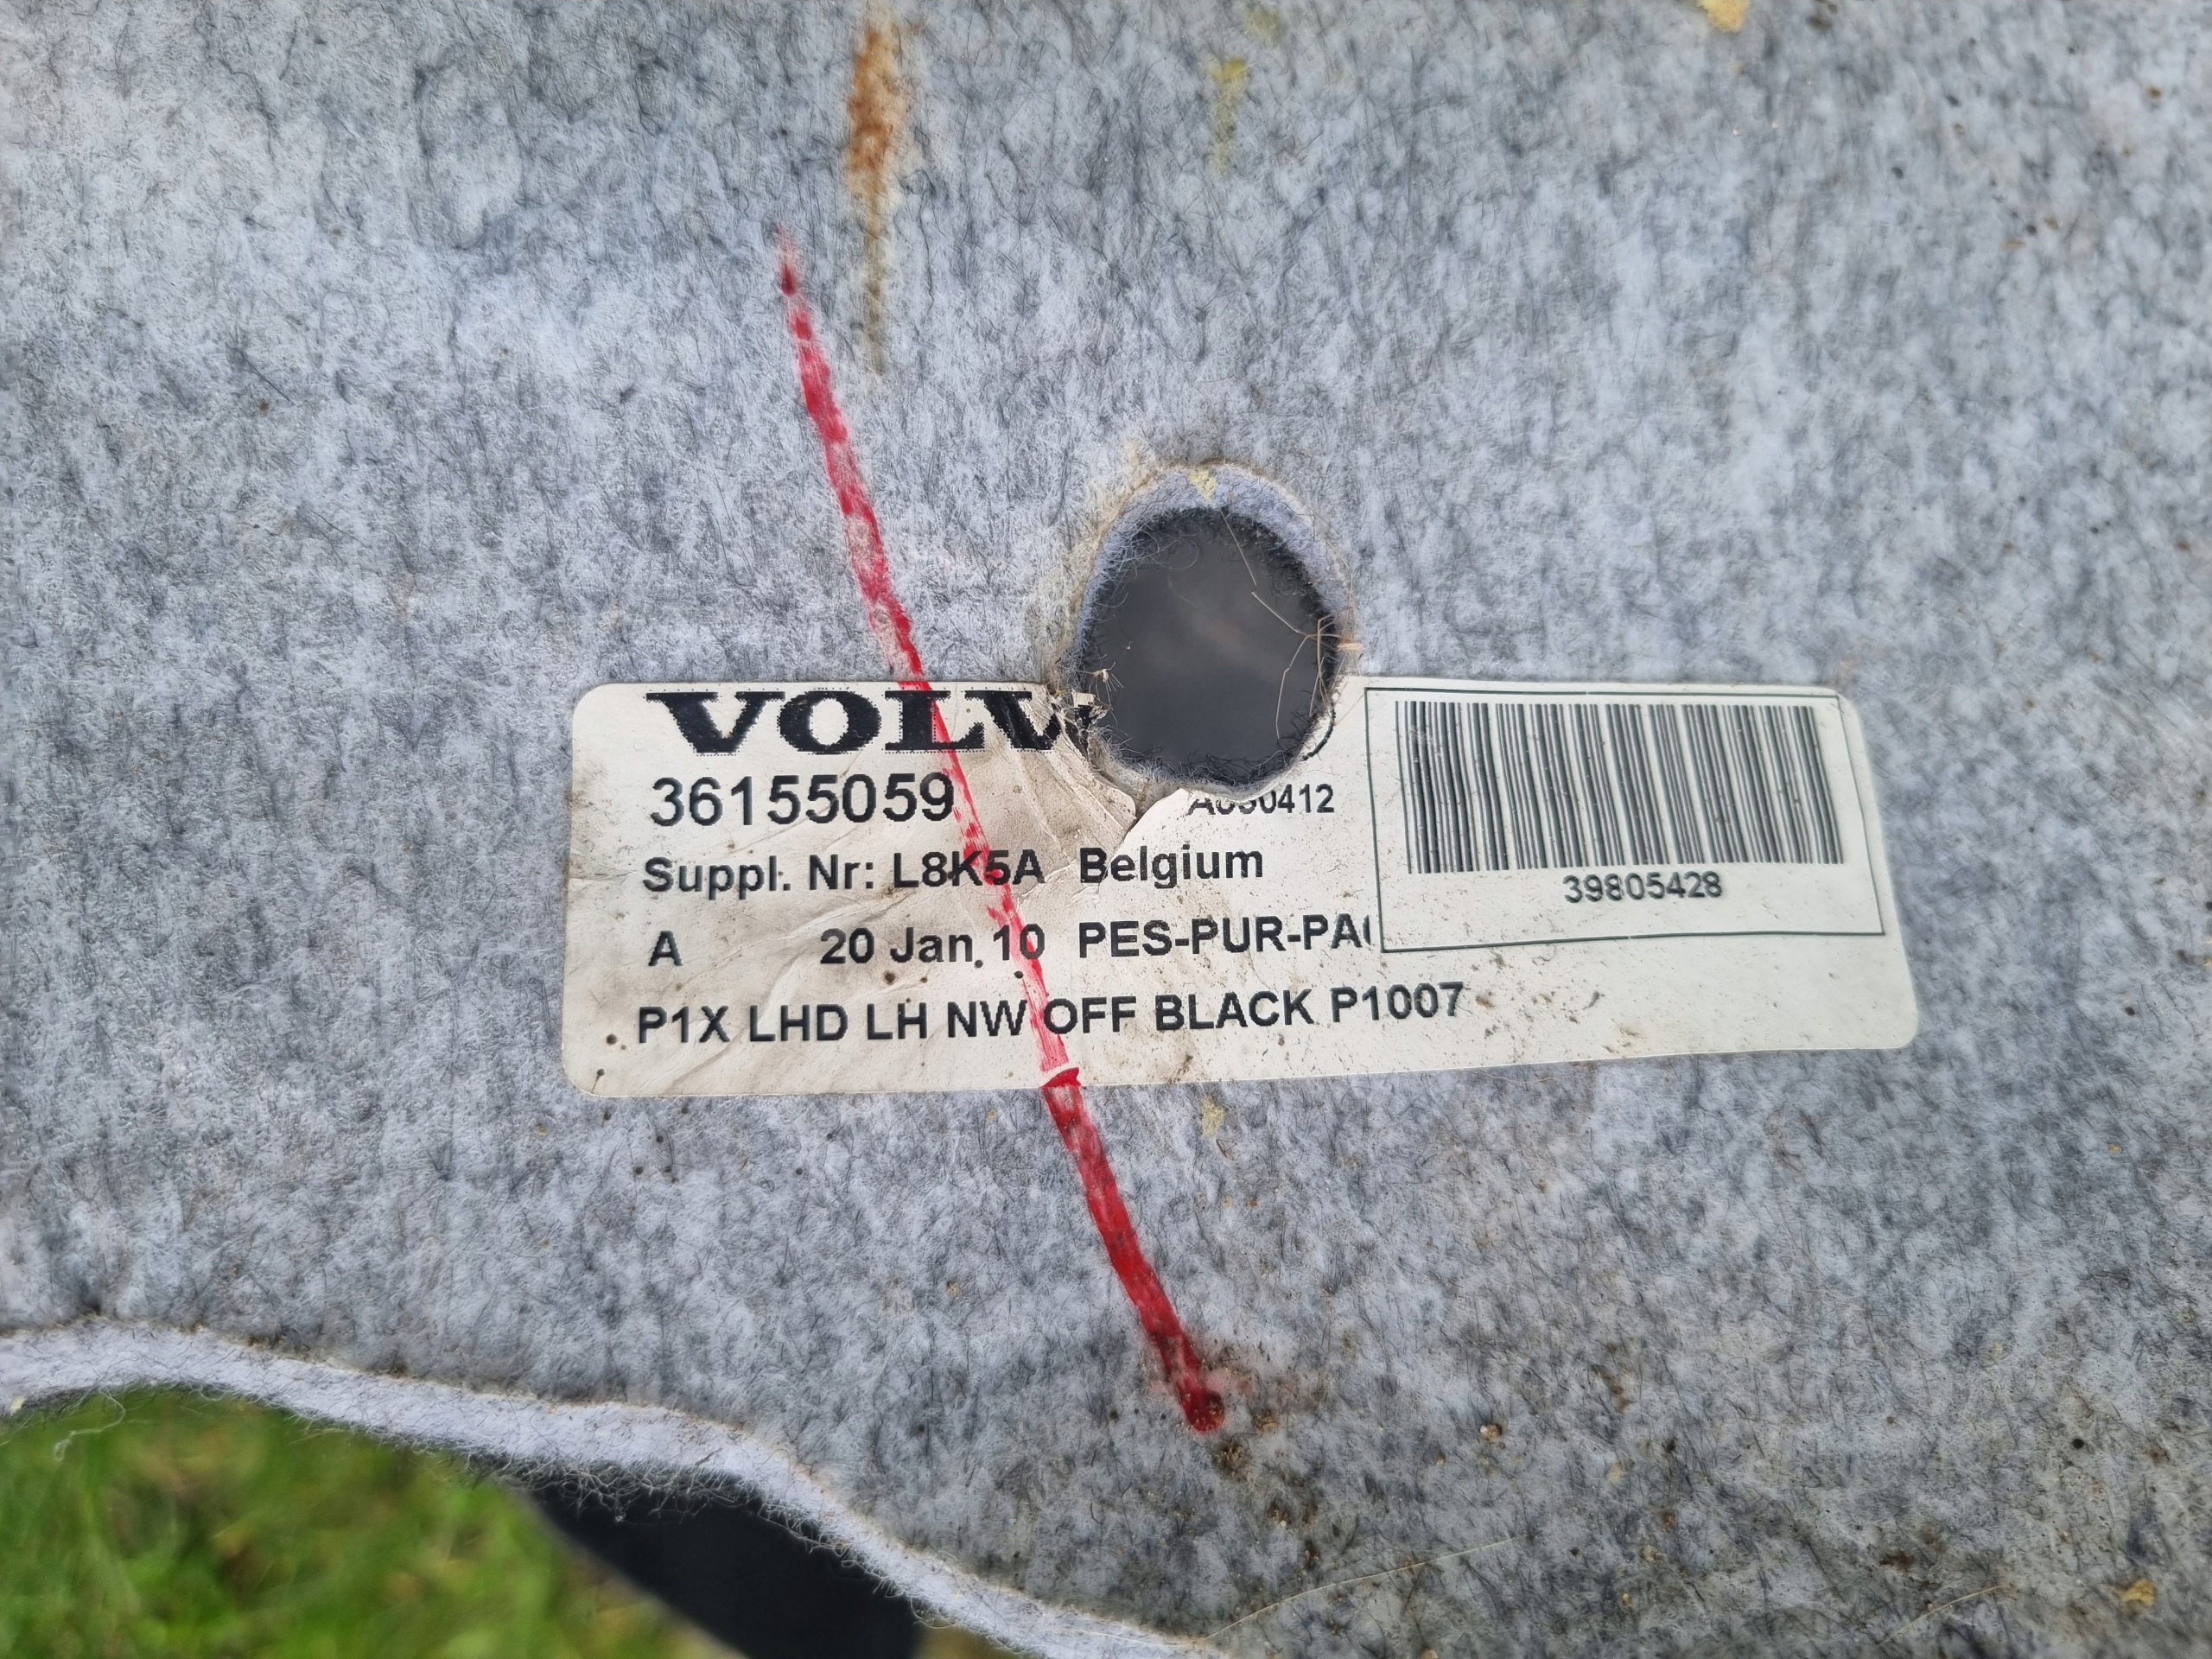 VOLV
36155059
Suppl. Nr: L8K5A Belgium
A 20 Jan. 10 PES-PUR-PA
P1X LHD LH NW OFF BLACK P1007
39805428